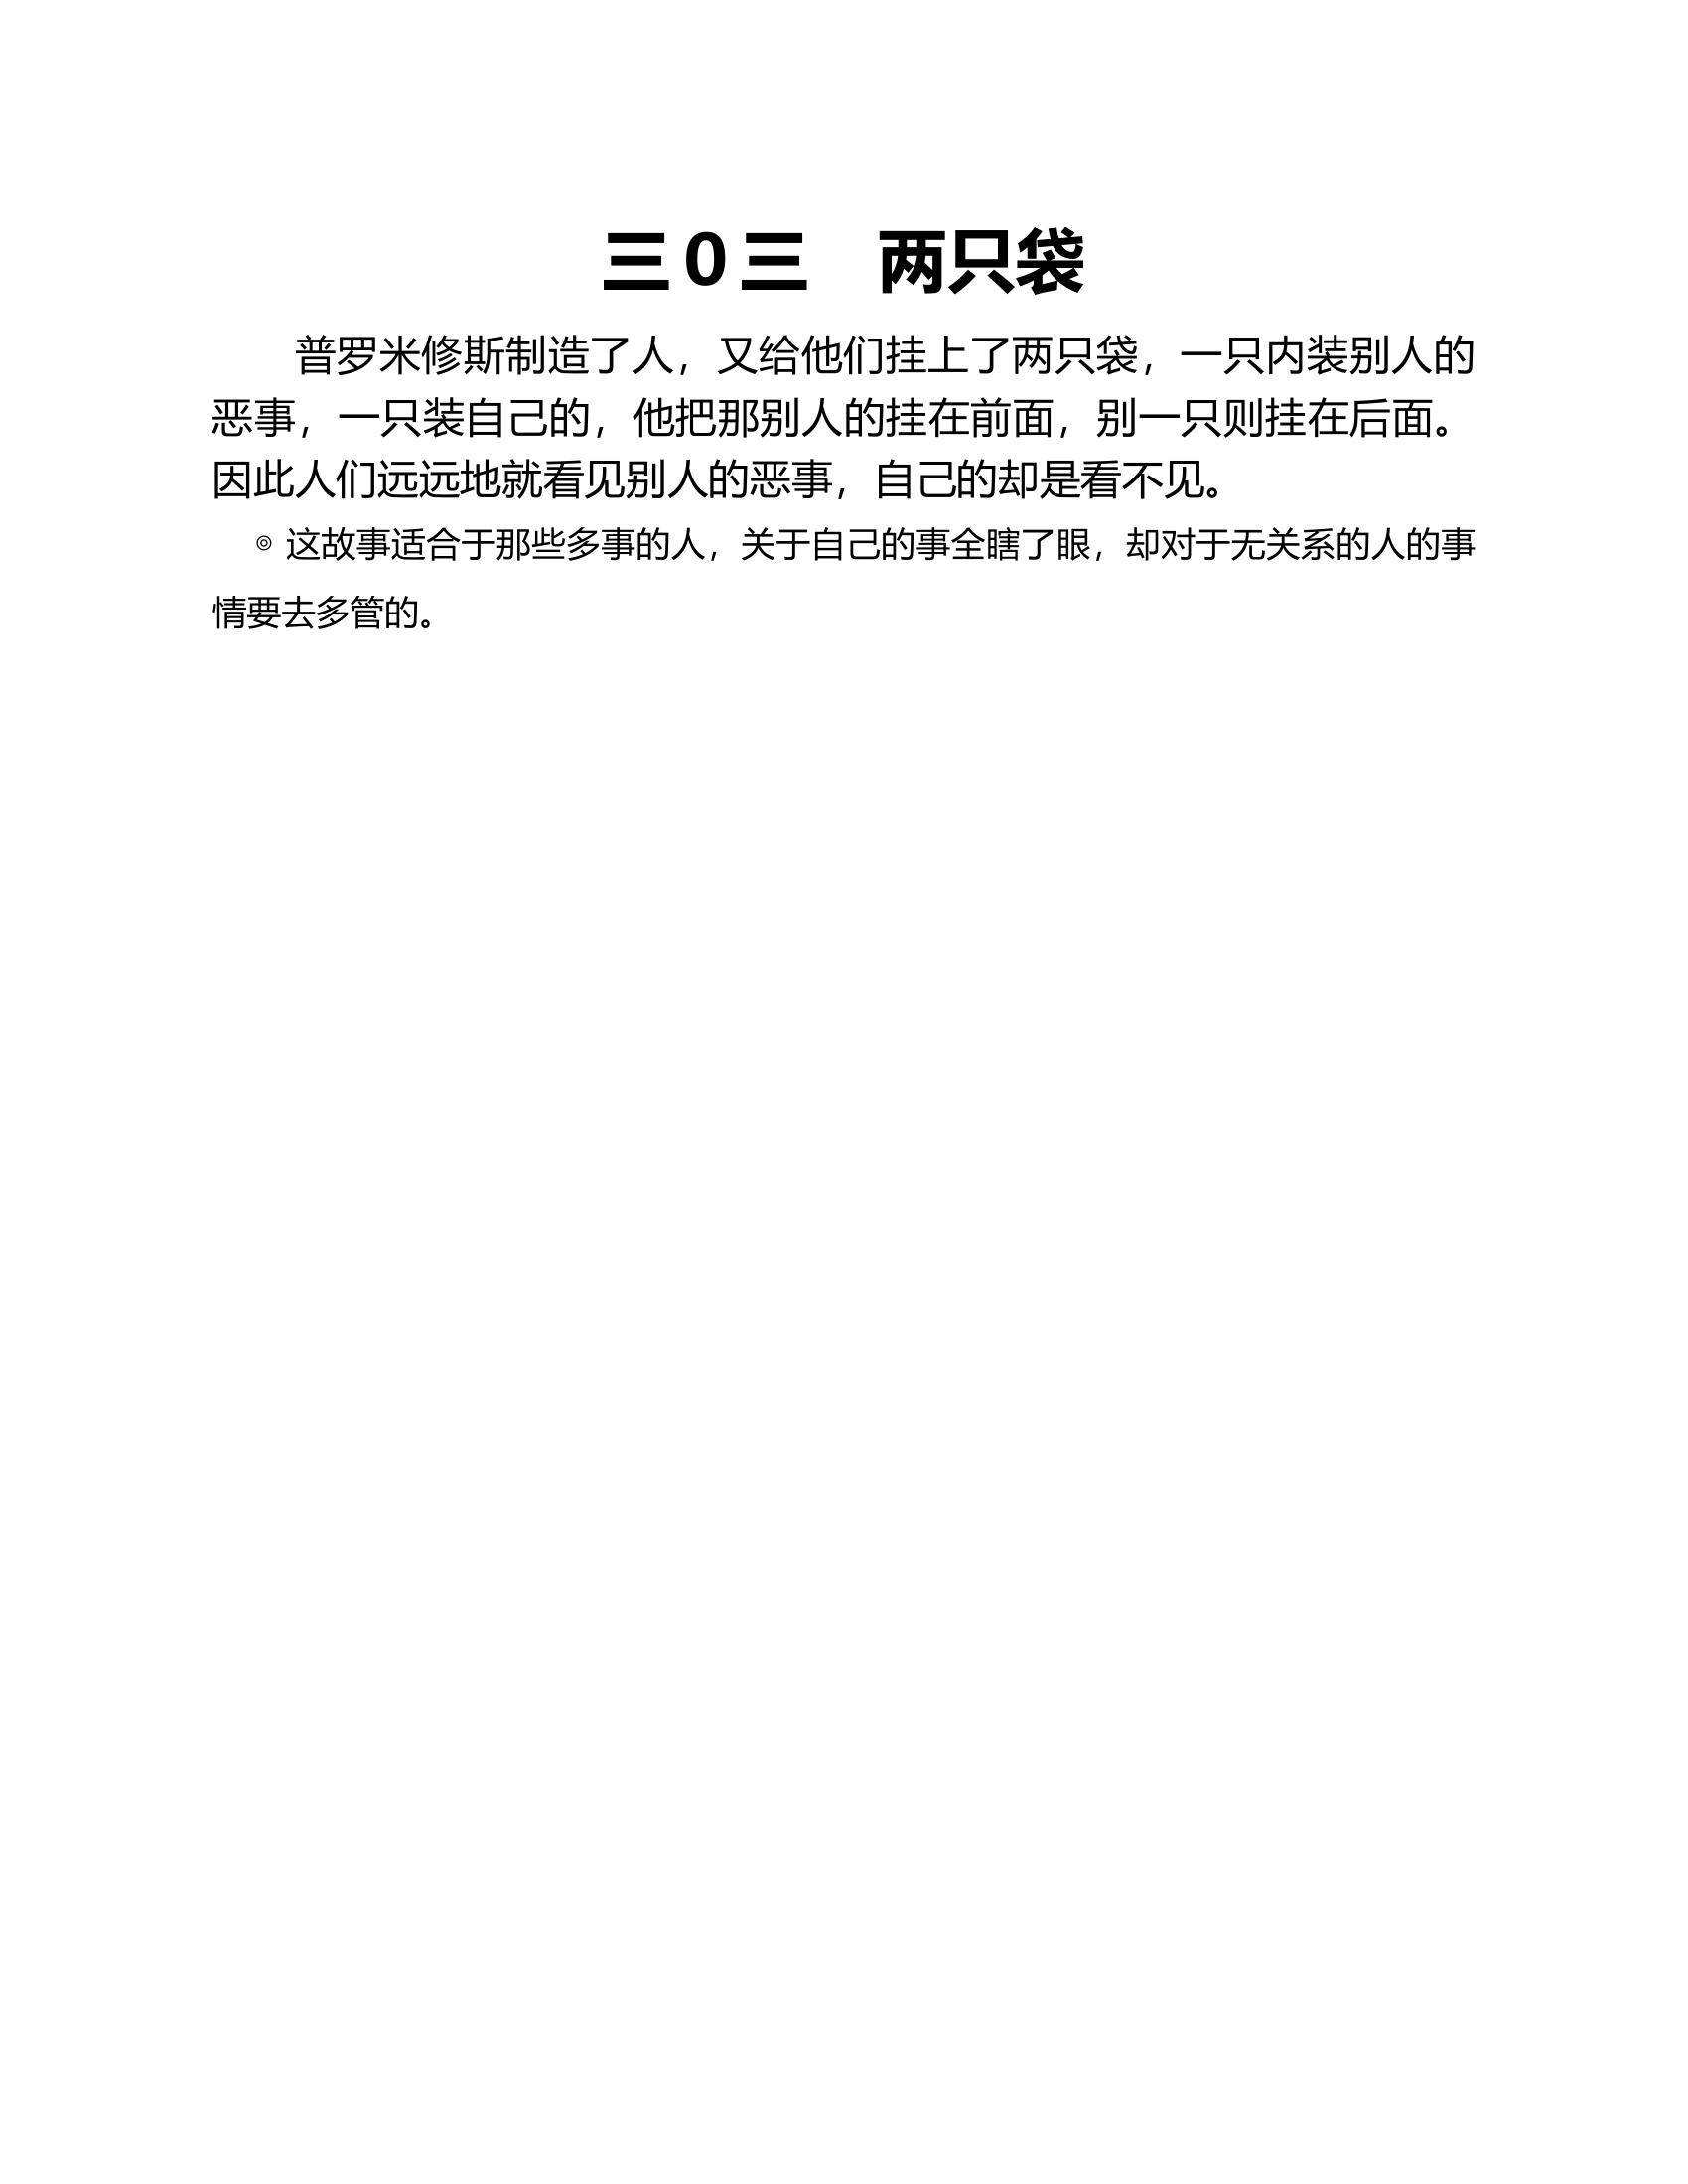 三0三 两只袋
普罗米修斯制造了人，又给他们挂上了两只袋，一只内装别人的
恶事，一只装自己的，他把那别人的挂在前面，别一只则挂在后面。
因此人们远远地就看见别人的恶事，自己的却是看不见。
◎ 这故事适合于那些多事的人，关于自己的事全瞎了眼，却对于无关系的人的事
情要去多管的。